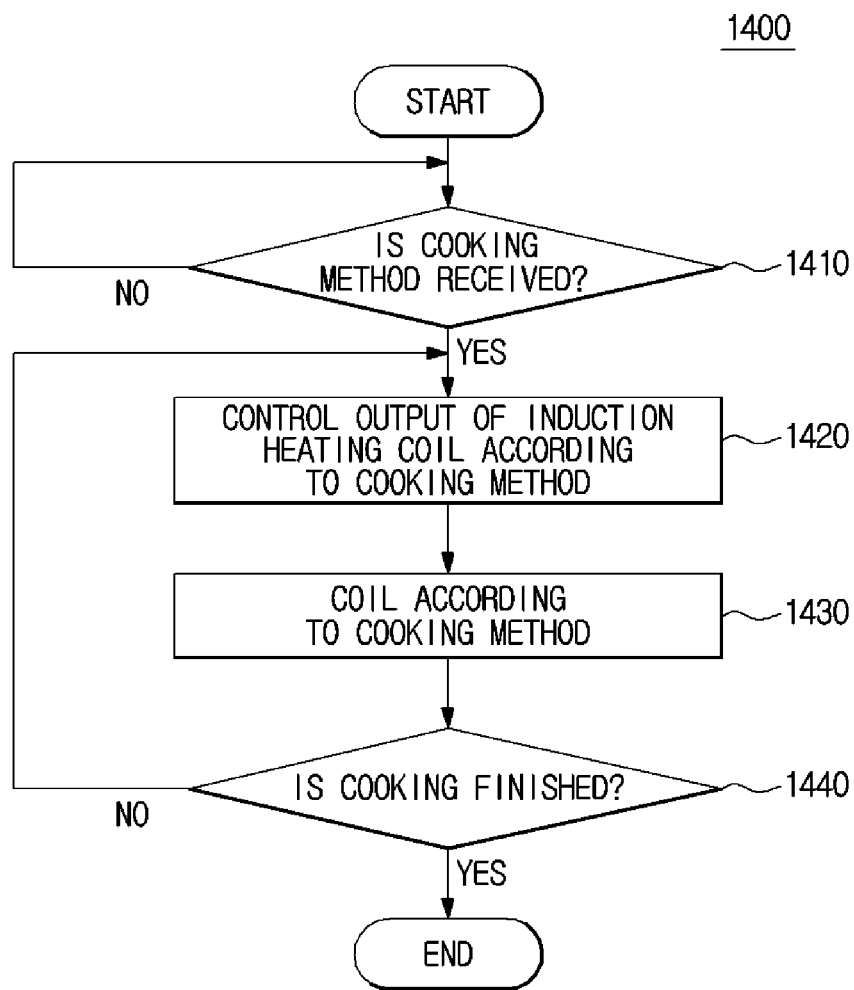 1400
START
IS COOKING
METHOD RECEIVED?
1410
NO
YES
CONTROL OUTPUT OF INDUCTION
HEATING COIL ACCORDING
TO COOKING METHOD
1420
COIL ACCORDING
TO COOKING METHOD
1430
IS COOKING FINISHED?
1440
NO
YES
END